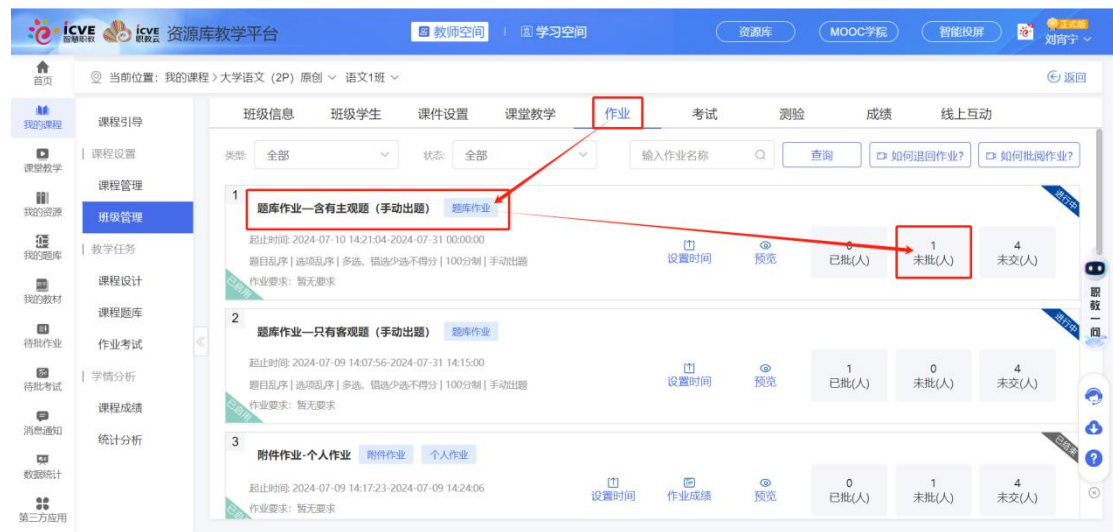 icve 智慧职教 icve 职教云 资源库教学平台 教师空间 学习空间 资源库 MOOC学院 智能投屏 正式版 刘宵宁
首页 当前位置：我的课程>大学语文（2P）原创 语文1班 返回
我的课程
课堂教学
我的资源
我的题库
我的教材
待批作业
待批考试
消息通知
数据统计
第三方应用
课程引导
课程设置
课程管理
班级管理
教学任务
课程设计
课程题库
作业考试
学情分析
课程成绩
统计分析
班级信息 班级学生 课件设置 课堂教学 作业 考试 测验 成绩 线上互动
类型: 全部 状态: 全部 输入作业名称 查询 如何退回作业? 如何批阅作业?
1 题库作业—含有主观题（手动出题） 题库作业 进行中
起止时间: 2024-07-10 14:21:04-2024-07-31 00:00:00
题目乱序 | 选项乱序 | 多选、错选少选不得分 | 100分制 | 手动出题
作业要求: 暂无要求
已启用
设置时间 预览 0 已批(人) 1 未批(人) 4 未交(人)
2 题库作业—只有客观题（手动出题） 题库作业 进行中
起止时间: 2024-07-09 14:07:56-2024-07-31 14:15:00
题目乱序 | 选项乱序 | 多选、错选少选不得分 | 100分制 | 手动出题
作业要求: 暂无要求
已启用
设置时间 预览 1 已批(人) 0 未批(人) 4 未交(人)
3 附件作业-个人作业 附件作业 个人作业 已结束
起止时间: 2024-07-09 14:17:23-2024-07-09 14:24:06
作业要求: 暂无要求
已启用
设置时间 作业成绩 预览 0 已批(人) 1 未批(人) 4 未交(人)
职教一问